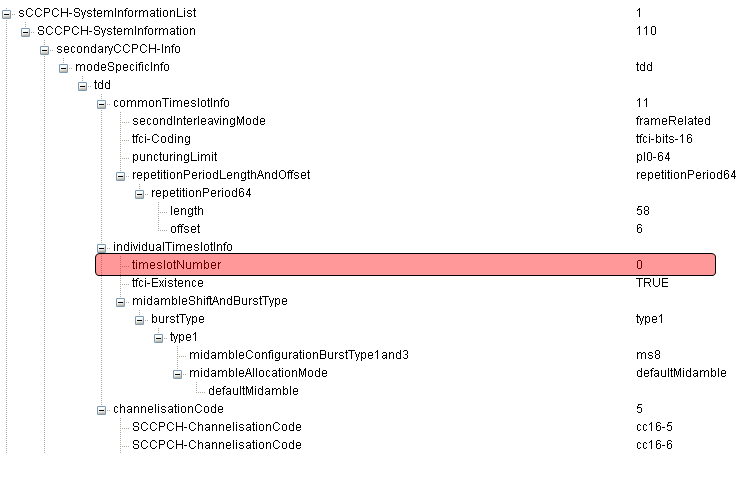 sCCPCH-SystemInformationList 1
SCCPCH-SystemInformation 110
secondaryCCPCH-Info
modeSpecificInfo tdd
tdd
commonTimeslotInfo 11
secondInterleavingMode frameRelated
tfci-Coding tfci-bits-16
puncturingLimit pl0-64
repetitionPeriodLengthAndOffset repetitionPeriod64
repetitionPeriod64
length 58
offset 6
individualTimeslotInfo
timeslotNumber 0
tfci-Existence TRUE
midambleShiftAndBurstType
burstType type1
type1
midambleConfigurationBurstType1and3 ms8
midambleAllocationMode defaultMidamble
defaultMidamble
channelisationCode 5
SCCPCH-ChannelisationCode cc16-5
SCCPCH-ChannelisationCode cc16-6